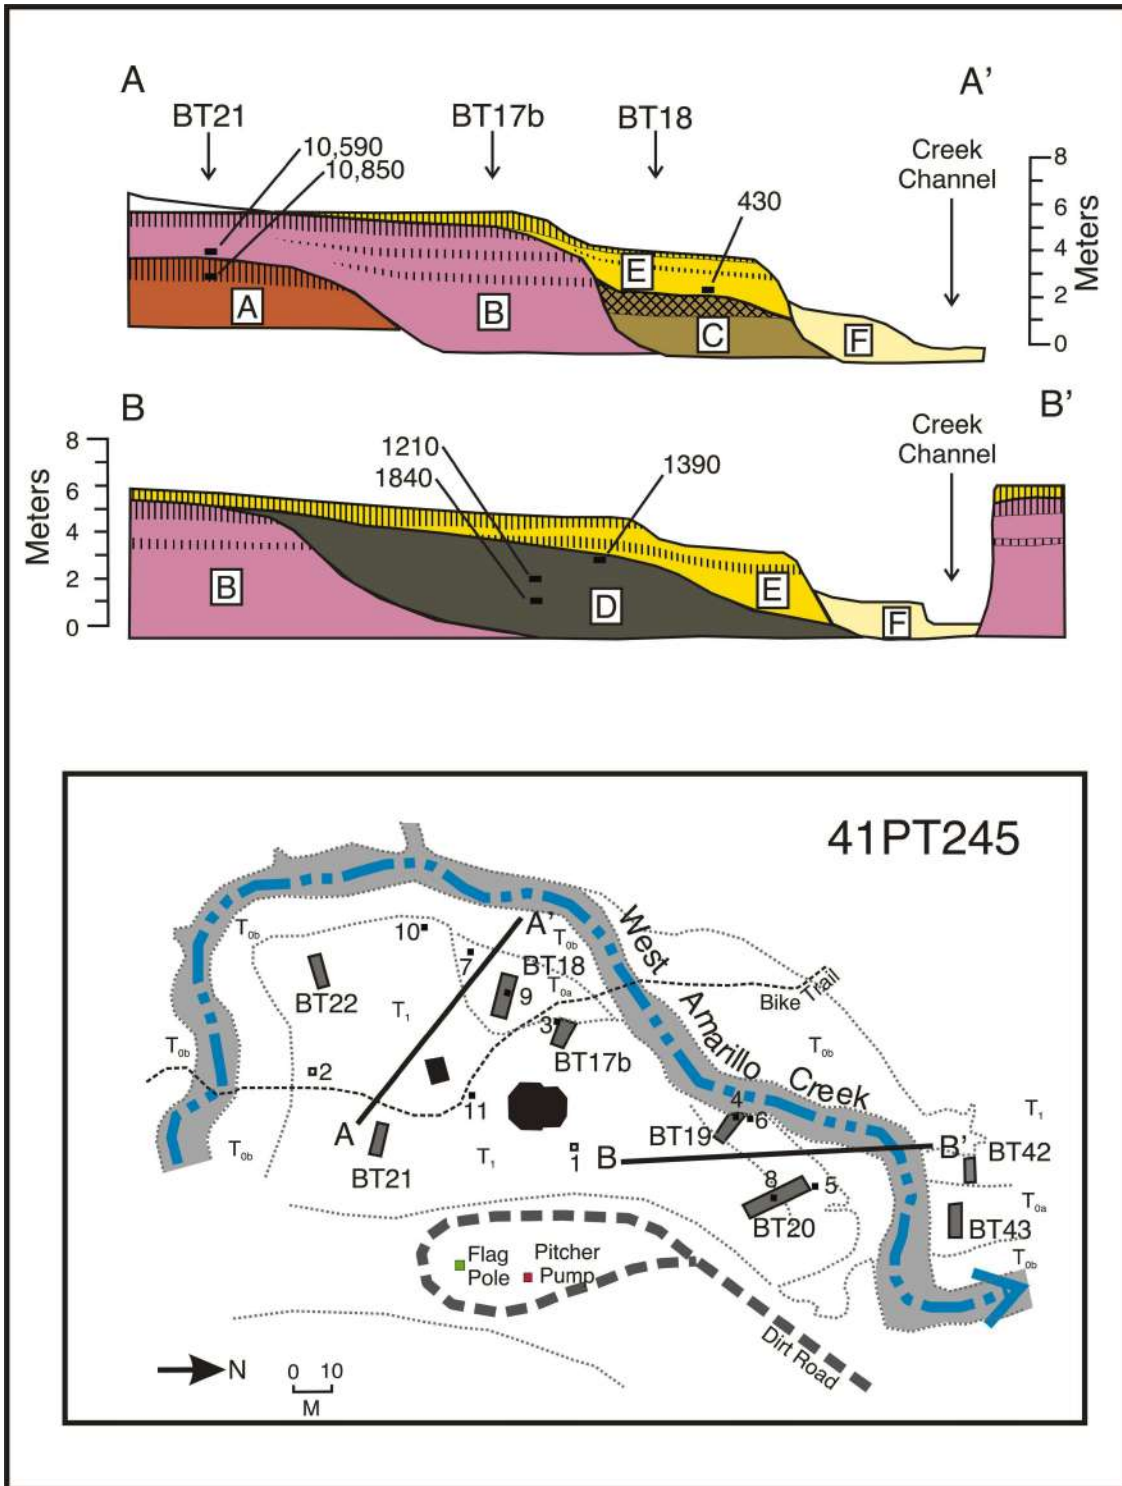 A
A'
BT21
BT17b
BT18
10,590
10,850
430
Creek
Channel
8
6
4
2
0
Meters
A
B
C
E
F
B
B'
1210
1840
1390
Creek
Channel
8
6
4
2
0
Meters
B
D
E
F
41PT245
West Amarillo Creek
Bike Trail
T0b
T0b
T0b
T0b
T0b
T0b
T0a
T0a
T1
T1
T1
10
7
A'
BT18
9
BT22
3
BT17b
2
11
A
BT21
1
B
B'
4
6
BT19
8
5
BT20
BT42
BT43
Flag
Pole
Pitcher
Pump
Dirt Road
N
0 10
M